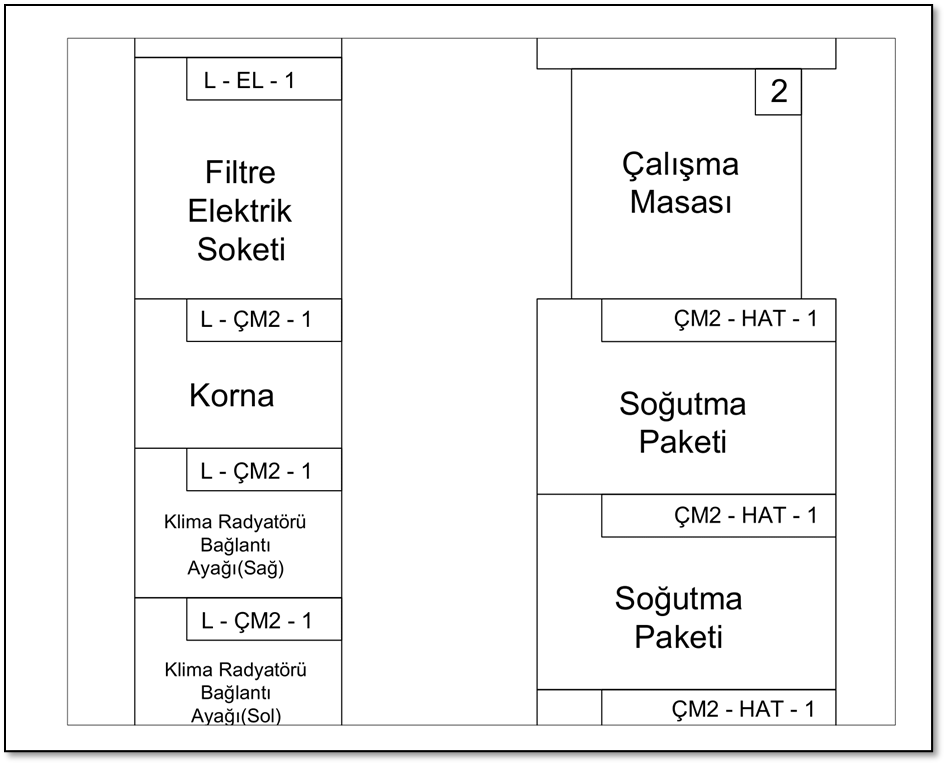 L - EL - 1
Filtre
Elektrik
Soketi
L - ÇM2 - 1
Korna
L - ÇM2 - 1
Klima Radyatörü
Bağlantı
Ayağı(Sağ)
L - ÇM2 - 1
Klima Radyatörü
Bağlantı
Ayağı(Sol)
2
Çalışma
Masası
ÇM2 - HAT - 1
Soğutma
Paketi
ÇM2 - HAT - 1
Soğutma
Paketi
ÇM2 - HAT - 1